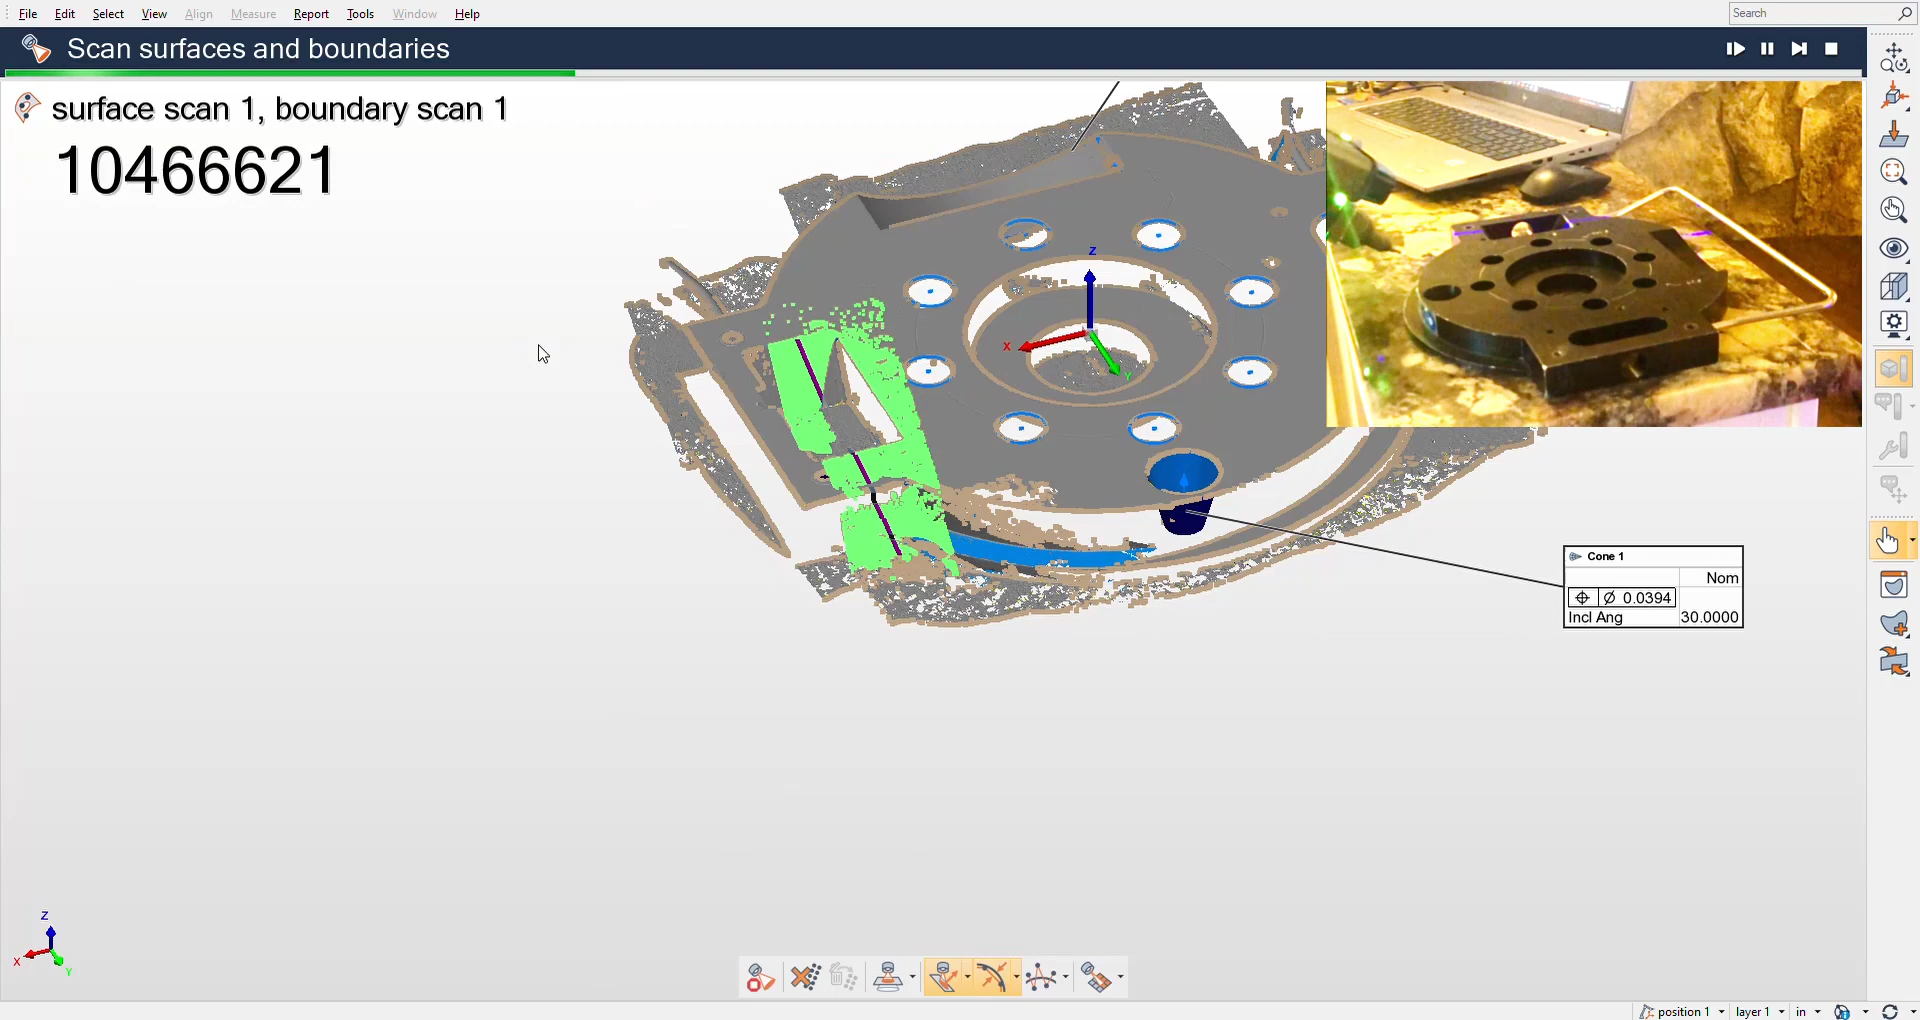 File Edit Select View Align Measure Report Tools Window Help
Search
Scan surfaces and boundaries
surface scan 1, boundary scan 1
10466621
Z
X
Y
Cone 1
Nom
⌖ Ø 0.0394
Incl Ang 30.0000
Z
X
Y
position 1 layer 1 in